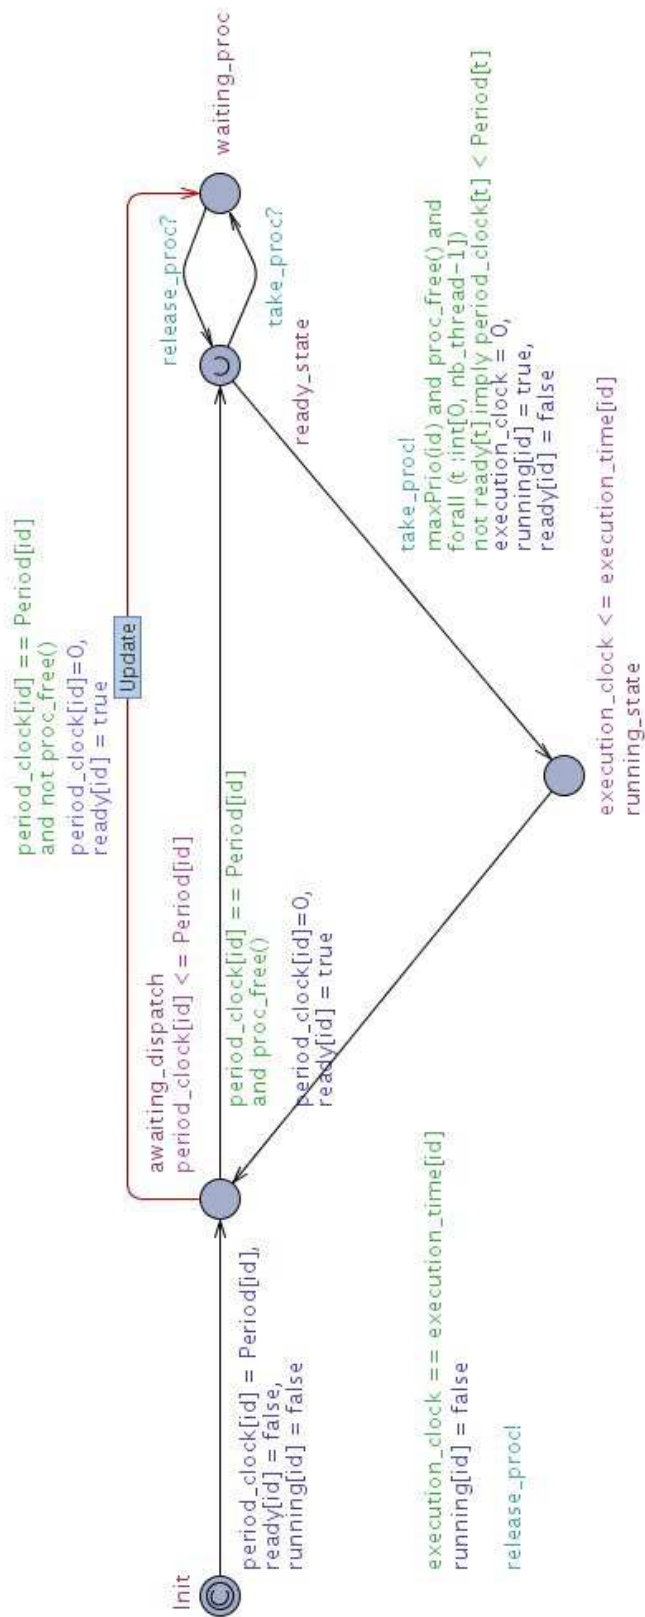 Init
period_clock[id] = Period[id],
ready[id] = false,
running[id] = false
awaiting_dispatch
period_clock[id] <= Period[id]
period_clock[id] == Period[id]
and not proc_free()
period_clock[id]=0,
ready[id] = true
Update
period_clock[id] == Period[id]
and proc_free()
period_clock[id]=0,
ready[id] = true
release_proc?
take_proc?
waiting_proc
ready_state
take_proc!
maxPrio(id) and proc_free() and
forall (t :int[0, nb_thread-1])
not ready[t] imply period_clock[t] < Period[t]
execution_clock = 0,
running[id] = true,
ready[id] = false
execution_clock <= execution_time[id]
running_state
execution_clock == execution_time[id]
running[id] = false
release_proc!